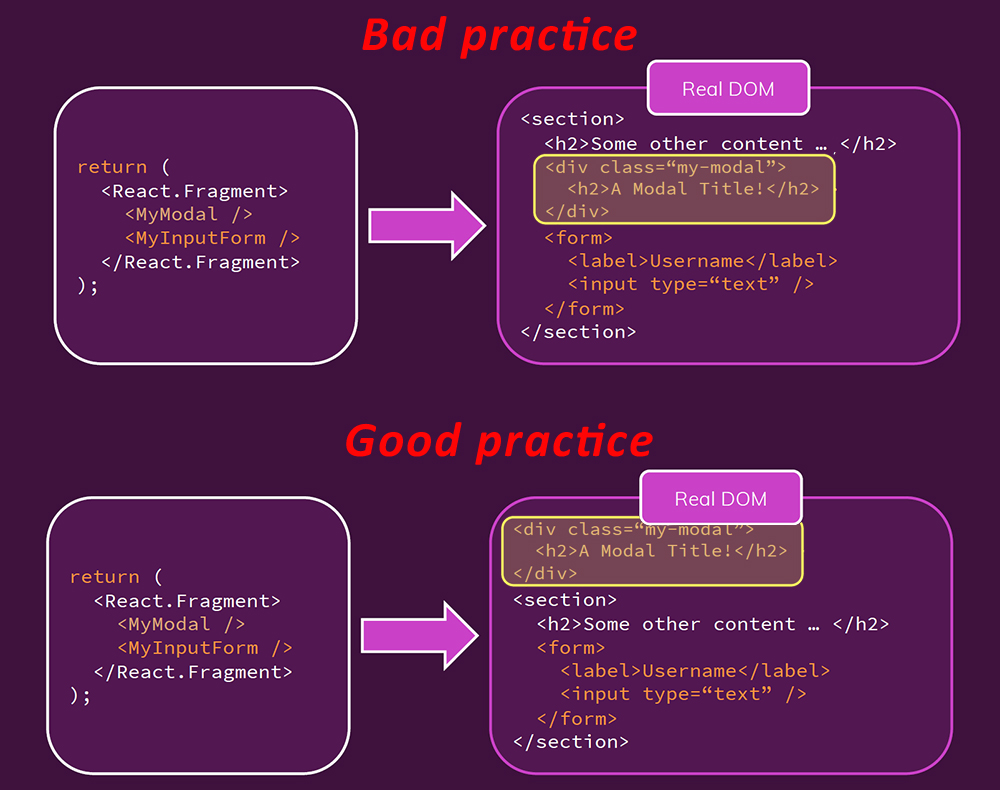 Bad practice
return (
<React.Fragment>
<MyModal />
<MyInputForm />
</React.Fragment>
);
Real DOM
<section>
<h2>Some other content … </h2>
<div class=“my-modal”>
<h2>A Modal Title!</h2>
</div>
<form>
<label>Username</label>
<input type=“text” />
</form>
</section>
Good practice
return (
<React.Fragment>
<MyModal />
<MyInputForm />
</React.Fragment>
);
Real DOM
<div class=“my-modal”>
<h2>A Modal Title!</h2>
</div>
<section>
<h2>Some other content … </h2>
<form>
<label>Username</label>
<input type=“text” />
</form>
</section>